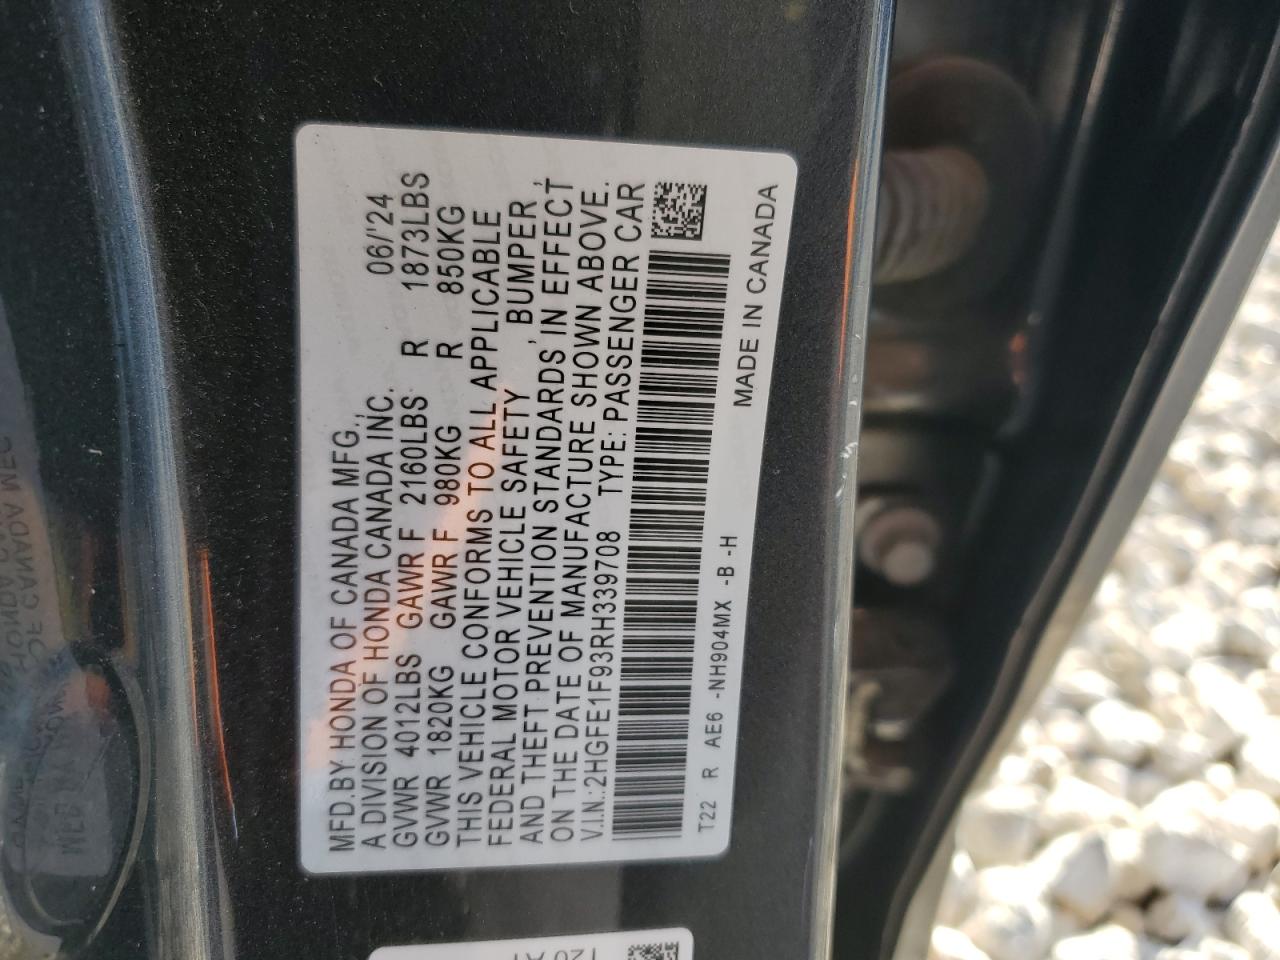 MFD.BY HONDA OF CANADA MFG.,
A DIVISION OF HONDA CANADA INC. 06/'24
GVWR 4012LBS GAWR F 2160LBS R 1873LBS
GVWR 1820KG GAWR F 980KG R 850KG
THIS VEHICLE CONFORMS TO ALL APPLICABLE
FEDERAL MOTOR VEHICLE SAFETY , BUMPER ,
AND THEFT PREVENTION STANDARDS, IN EFFECT
ON THE DATE OF MANUFACTURE SHOWN ABOVE.
V.I.N.:2HGFE1F93RH339708 TYPE: PASSENGER CAR
T22 R AE6 -NH904MX -B -H
MADE IN CANADA